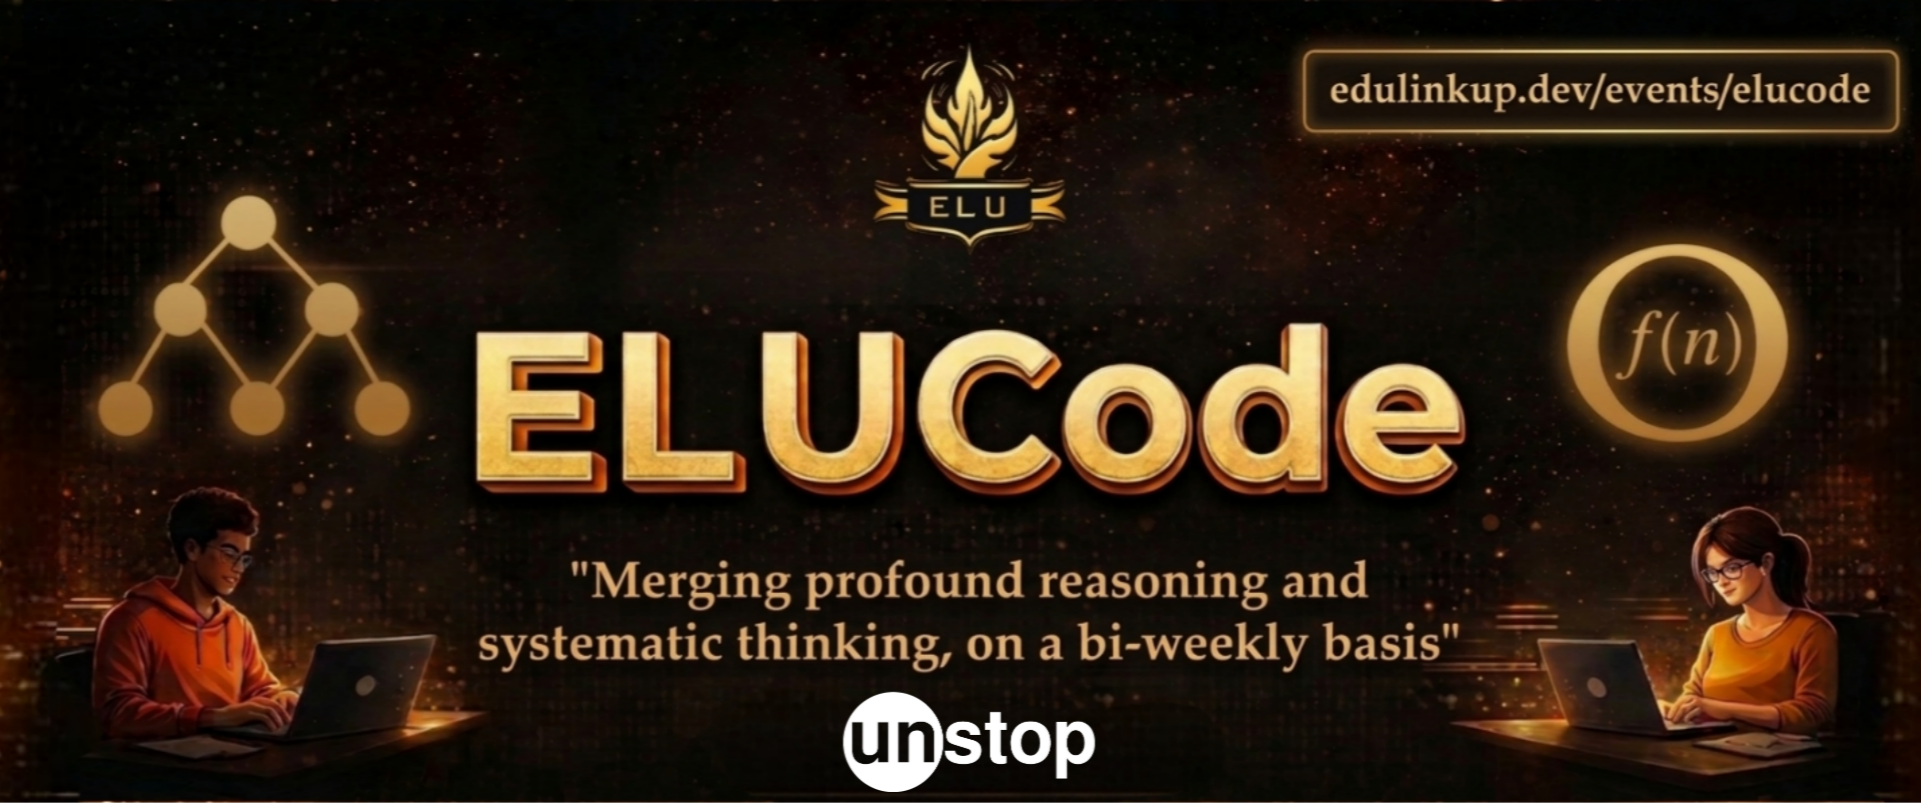 edulinkup.dev/events/elucode
ELU
f(n)
ELUCode
"Merging profound reasoning and
systematic thinking, on a bi-weekly basis"
unstop